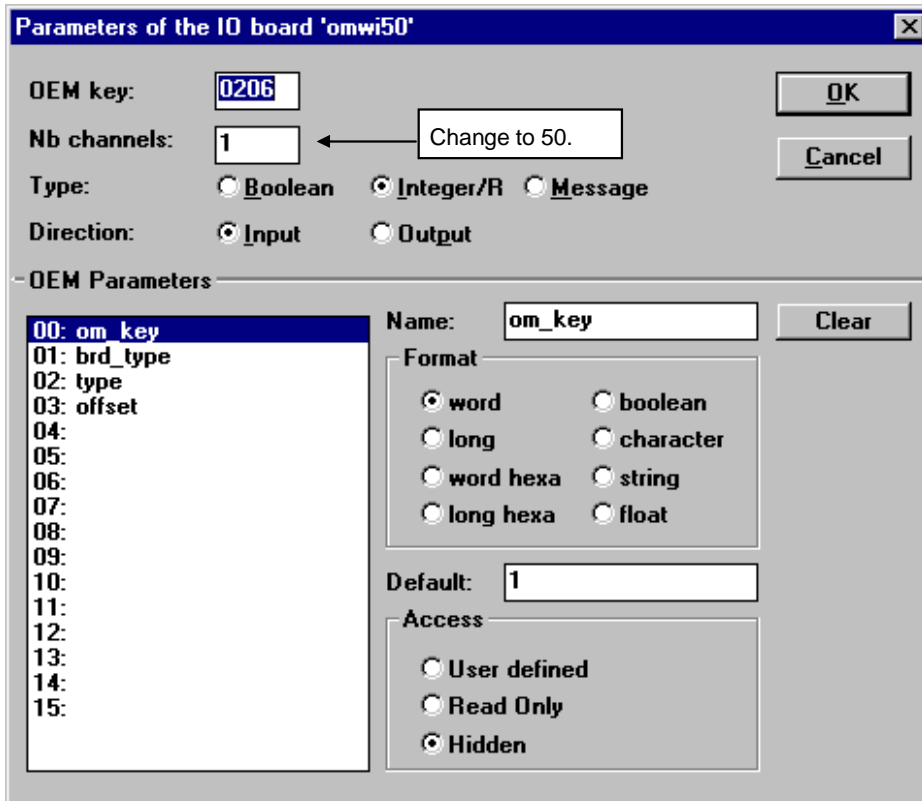 Parameters of the IO board 'omwi50'
OEM key: 0206
OK
Nb channels: 1
Change to 50.
Cancel
Type: Boolean Integer/R Message
Direction: Input Output
OEM Parameters
00: om_key
01: brd_type
02: type
03: offset
04:
05:
06:
07:
08:
09:
10:
11:
12:
13:
14:
15:
Name: om_key
Clear
Format
word boolean
long character
word hexa string
long hexa float
Default: 1
Access
User defined
Read Only
Hidden